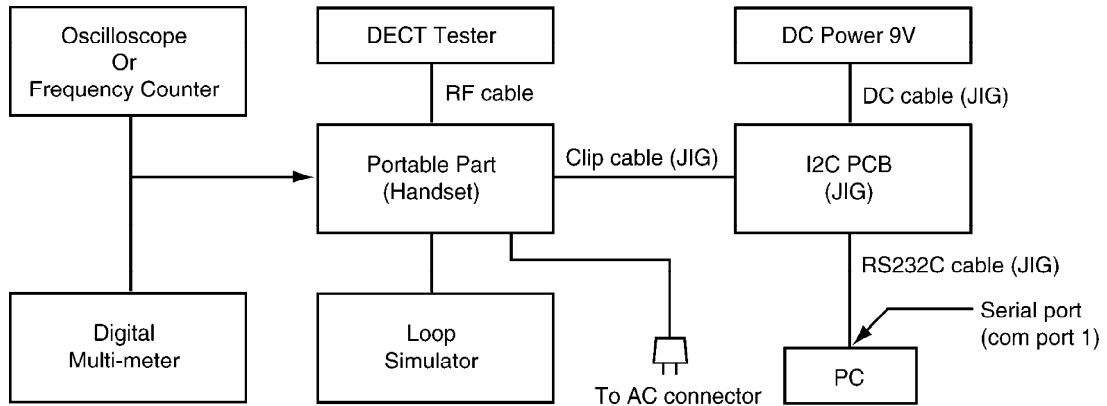 Oscilloscope
Or
Frequency Counter
DECT Tester
DC Power 9V
RF cable
DC cable (JIG)
Portable Part
(Handset)
Clip cable (JIG)
I2C PCB
(JIG)
RS232C cable (JIG)
Digital
Multi-meter
Loop
Simulator
Serial port
(com port 1)
To AC connector
PC